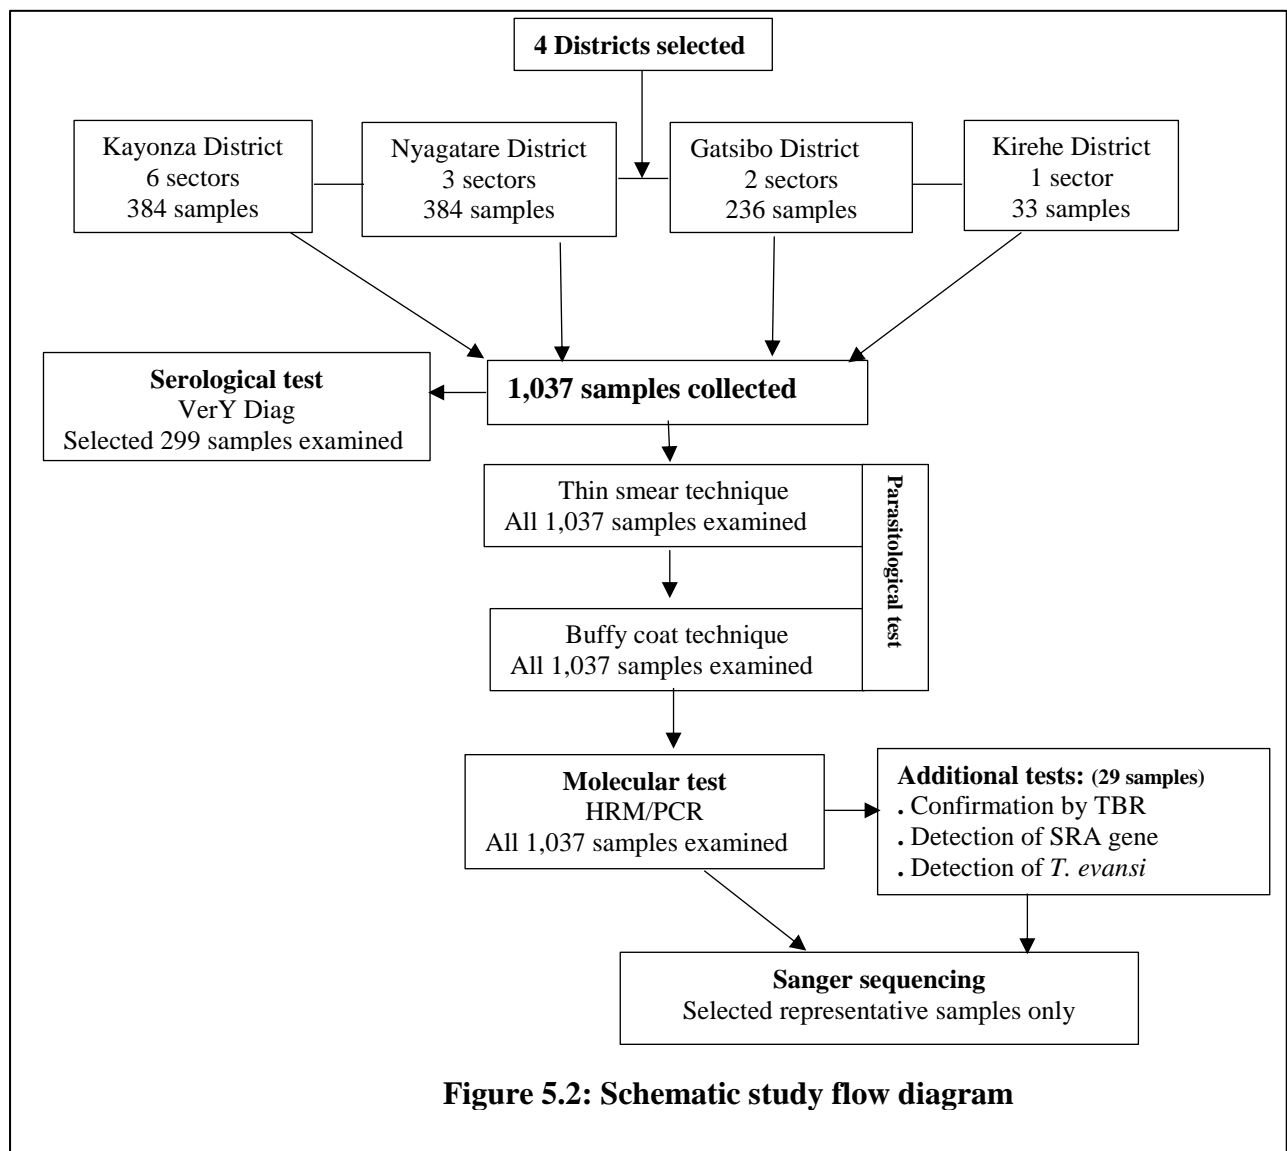 4 Districts selected
Kayonza District
6 sectors
384 samples
Nyagatare District
3 sectors
384 samples
Gatsibo District
2 sectors
236 samples
Kirehe District
1 sector
33 samples
Serological test
VerY Diag
Selected 299 samples examined
1,037 samples collected
Thin smear technique
All 1,037 samples examined
Parasitological test
Buffy coat technique
All 1,037 samples examined
Molecular test
HRM/PCR
All 1,037 samples examined
Additional tests: (29 samples)
. Confirmation by TBR
. Detection of SRA gene
. Detection of T. evansi
Sanger sequencing
Selected representative samples only
Figure 5.2: Schematic study flow diagram